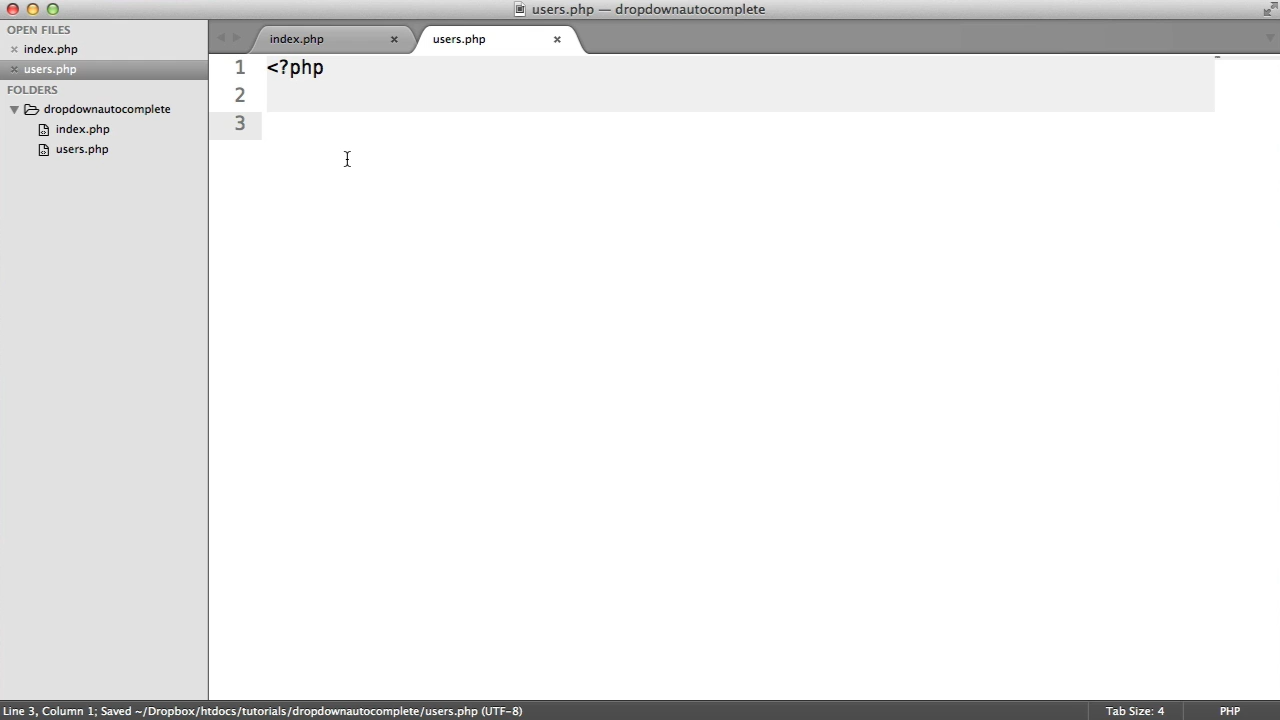 users.php — dropdownautocomplete
OPEN FILES
index.php
users.php
FOLDERS
dropdownautocomplete
index.php
users.php
index.php
users.php
1 <?php
2
3
Line 3, Column 1; Saved ~/Dropbox/htdocs/tutorials/dropdownautocomplete/users.php (UTF-8)
Tab Size: 4
PHP